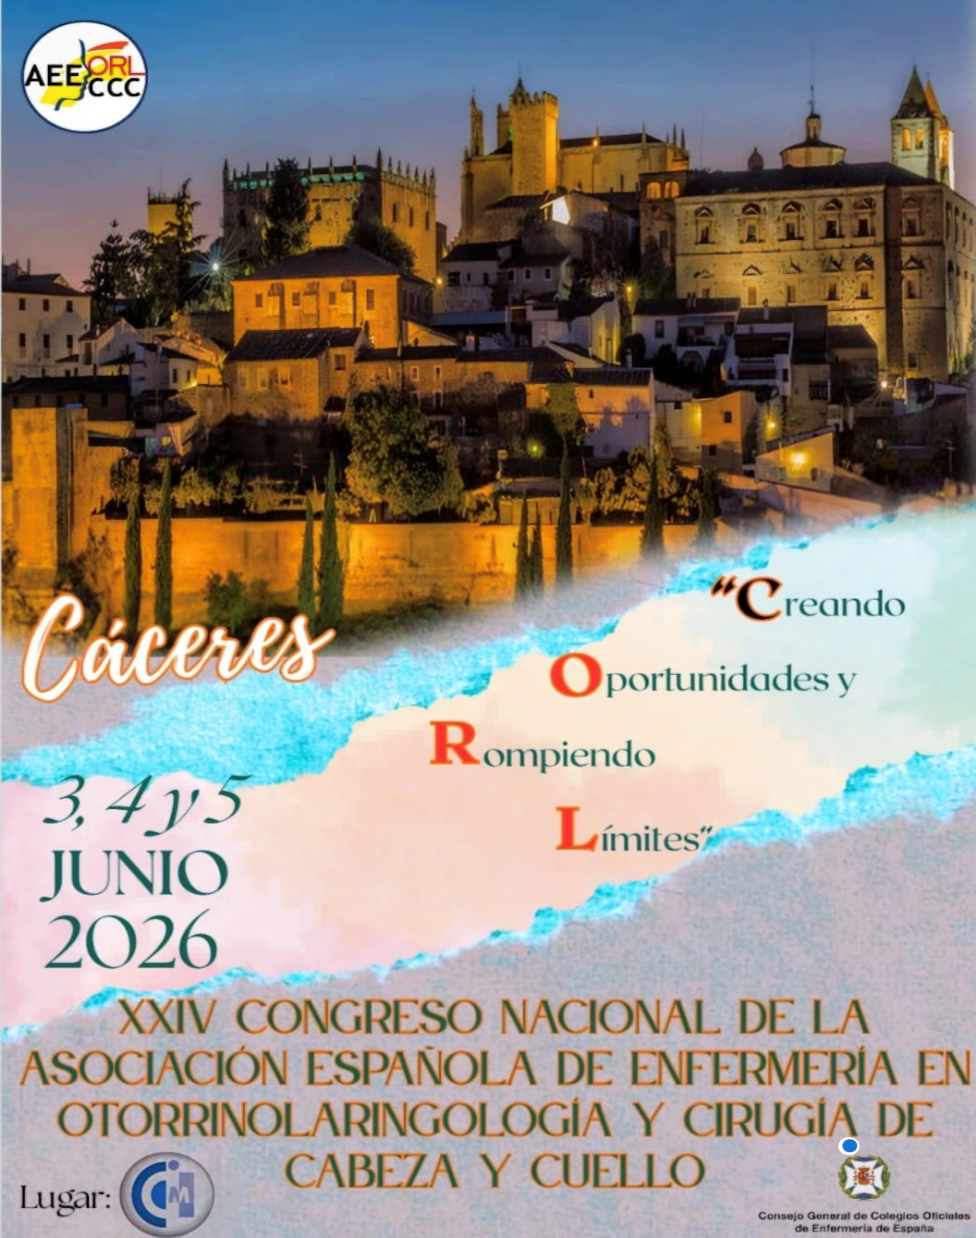 AEE ORL
CCC
Cáceres
"Creando
Oportunidades y
Rompiendo
Límites"
3, 4 y 5
JUNIO
2026
XXIV CONGRESO NACIONAL DE LA
ASOCIACIÓN ESPAÑOLA DE ENFERMERÍA EN
OTORRINOLARINGOLOGÍA Y CIRUGÍA DE
CABEZA Y CUELLO
Lugar:
CCMI
Consejo General de Colegios Oficiales
de Enfermería de España